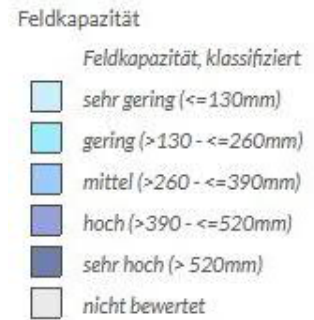 Feldkapazität
Feldkapazität, klassifiziert
sehr gering (<=130mm)
gering (>130 - <=260mm)
mittel (>260 - <=390mm)
hoch (>390 - <=520mm)
sehr hoch (> 520mm)
nicht bewertet